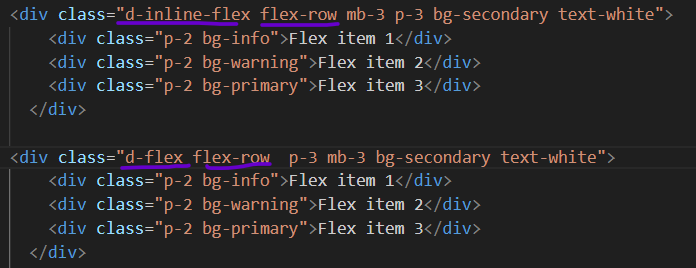 <div class="d-inline-flex flex-row mb-3 p-3 bg-secondary text-white">
<div class="p-2 bg-info">Flex item 1</div>
<div class="p-2 bg-warning">Flex item 2</div>
<div class="p-2 bg-primary">Flex item 3</div>
</div>
<div class="d-flex flex-row  p-3 mb-3 bg-secondary text-white">
<div class="p-2 bg-info">Flex item 1</div>
<div class="p-2 bg-warning">Flex item 2</div>
<div class="p-2 bg-primary">Flex item 3</div>
</div>